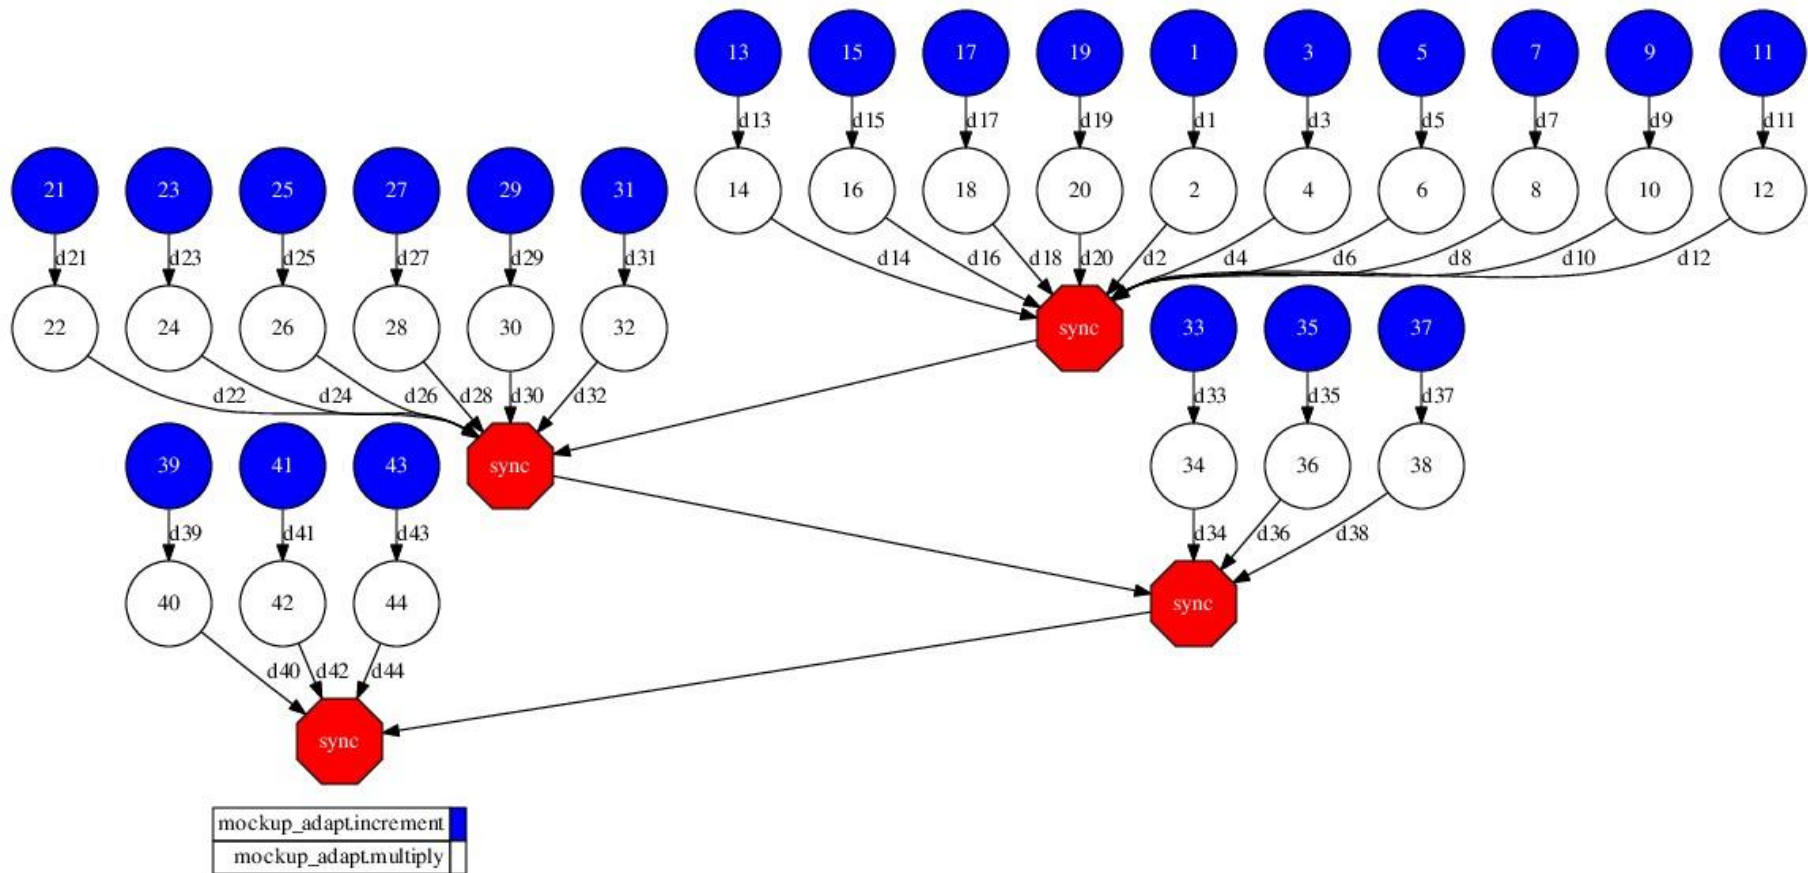 13 15 17 19 1 3 5 7 9 11
d13 d15 d17 d19 d1 d3 d5 d7 d9 d11
21 23 25 27 29 31 14 16 18 20 2 4 6 8 10 12
d21 d23 d25 d27 d29 d31 d14 d16 d18 d20 d2 d4 d6 d8 d10 d12
22 24 26 28 30 32 sync 33 35 37
d22 d24 d26 d28 d30 d32 d33 d35 d37
39 41 43 sync 34 36 38
d39 d41 d43 d34 d36 d38
40 42 44 sync
d40 d42 d44
sync
mockup_adapt.increment
mockup_adapt.multiply